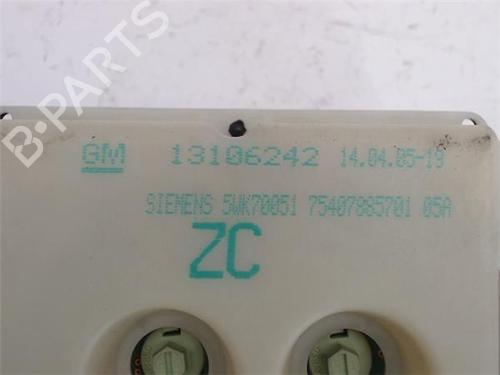 B-PARTS
GM 13106242 14.04.05-19
SIEMENS 5WK70051 75407885701 05A
ZC